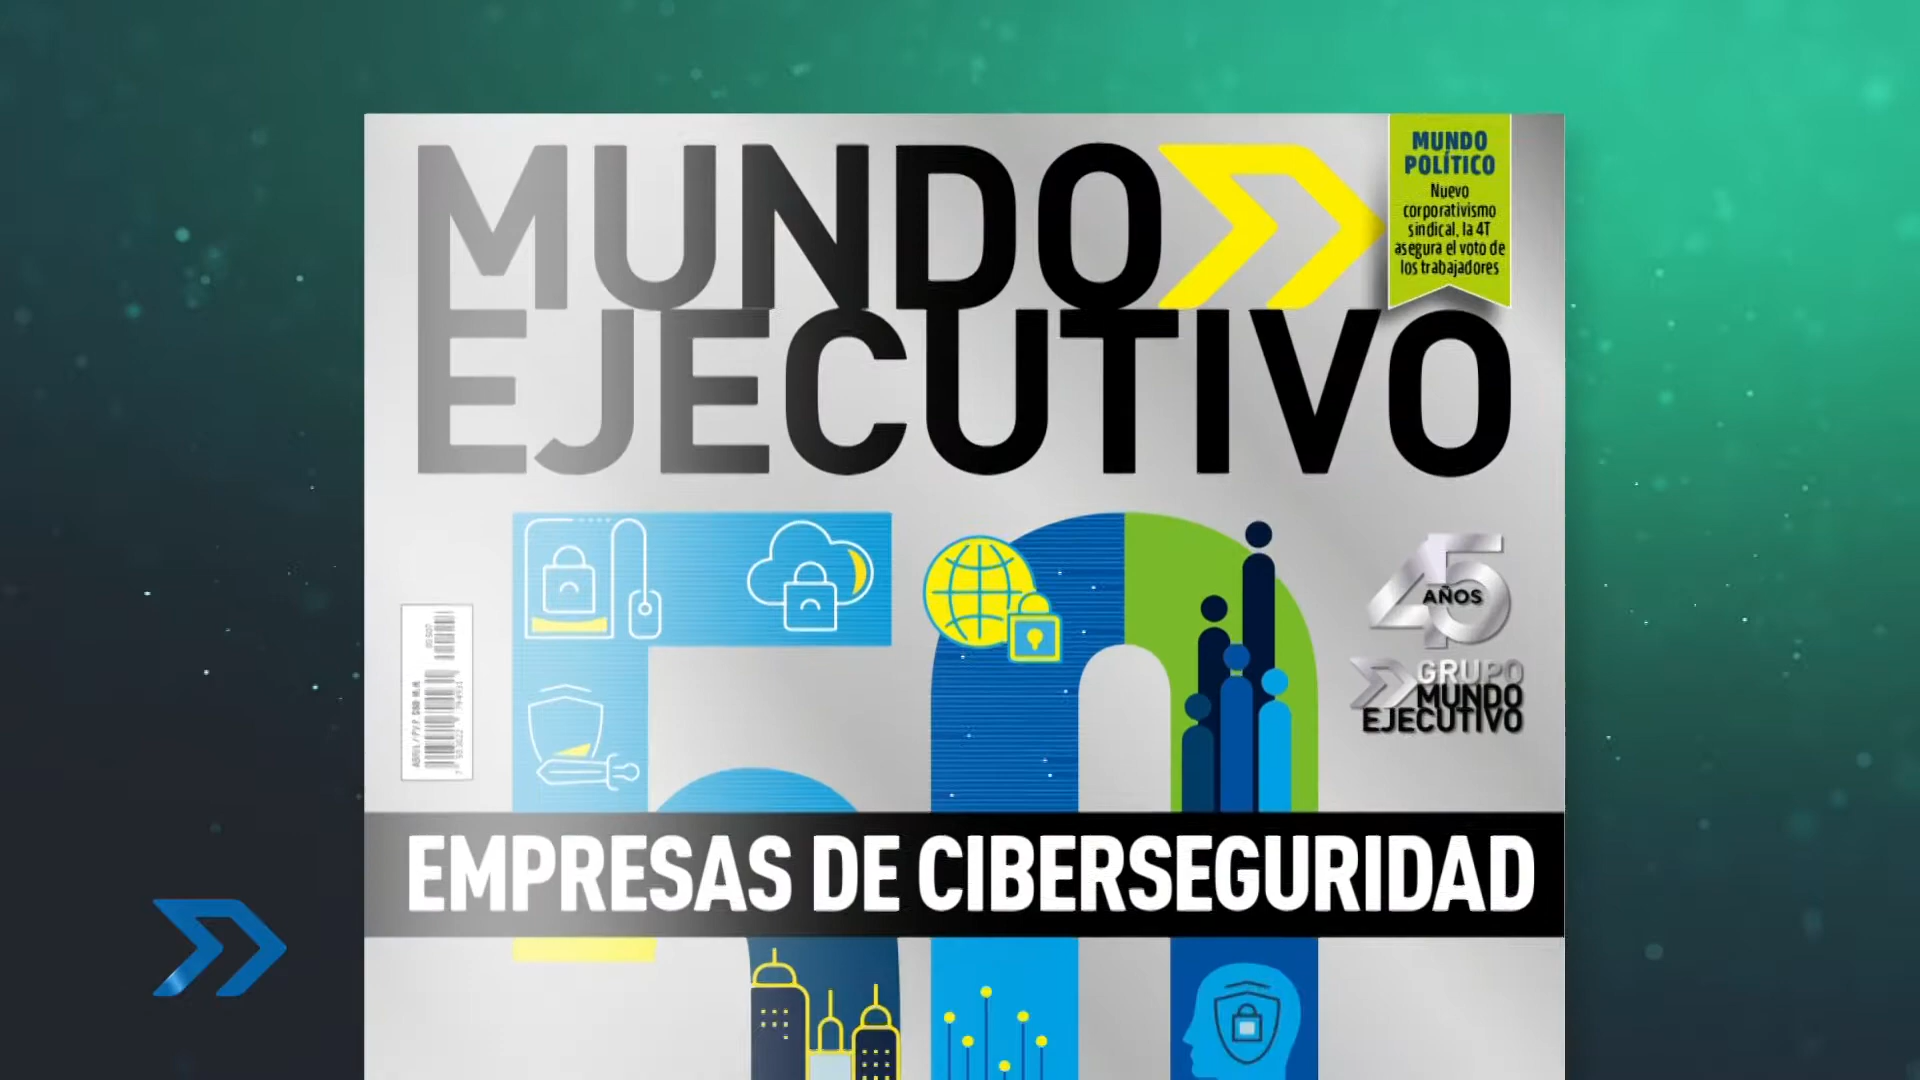 MUNDO
EJECUTIVO
MUNDO
POLÍTICO
Nuevo
corporativismo
sindical, la 4T
asegura el voto de
los trabajadores
50
45
AÑOS
GRUPO
MUNDO
EJECUTIVO
EMPRESAS DE CIBERSEGURIDAD